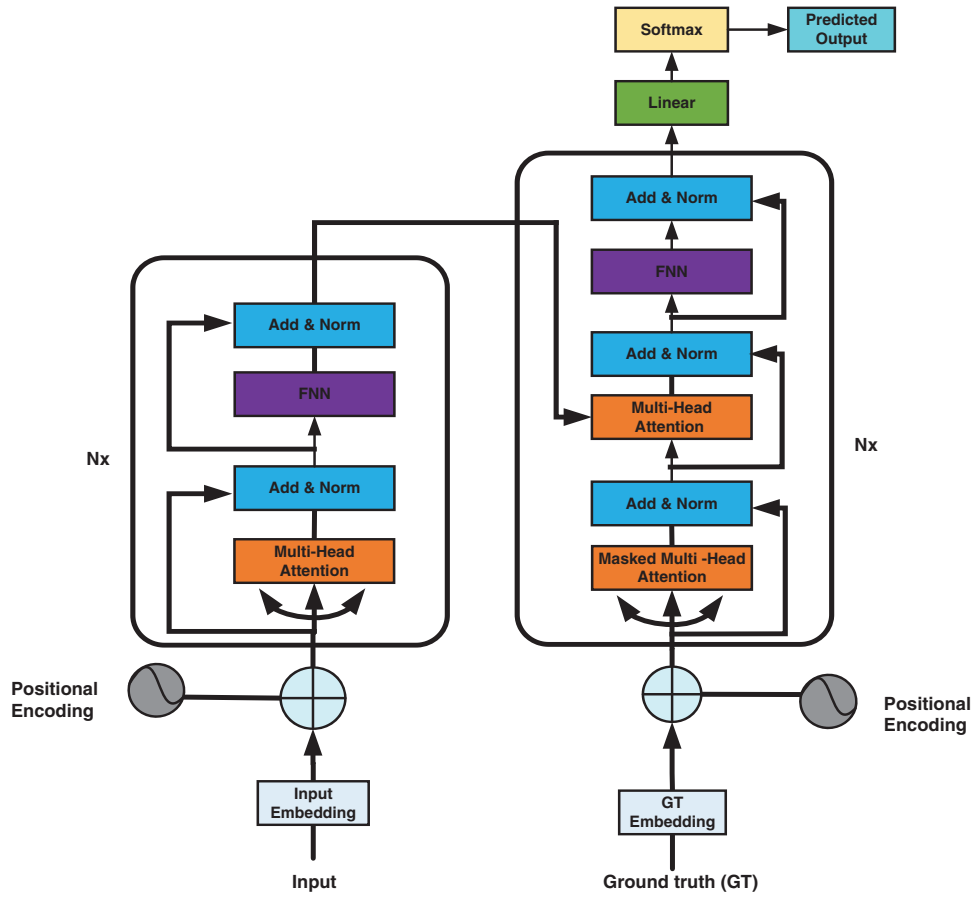 Softmax
Predicted
Output
Linear
Add & Norm
FNN
Add & Norm
Multi-Head
Attention
Nx
Add & Norm
Masked Multi -Head
Attention
Add & Norm
FNN
Nx
Add & Norm
Multi-Head
Attention
Positional
Encoding
Positional
Encoding
Input
Embedding
GT
Embedding
Input
Ground truth (GT)